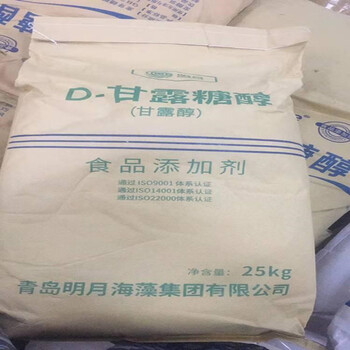 D-甘露糖醇
(甘露醇)
食品添加剂
通过ISO9001体系认证
通过ISO14001体系认证
通过ISO22000体系认证
净含量: 25kg
青岛明月海藻集团有限公司